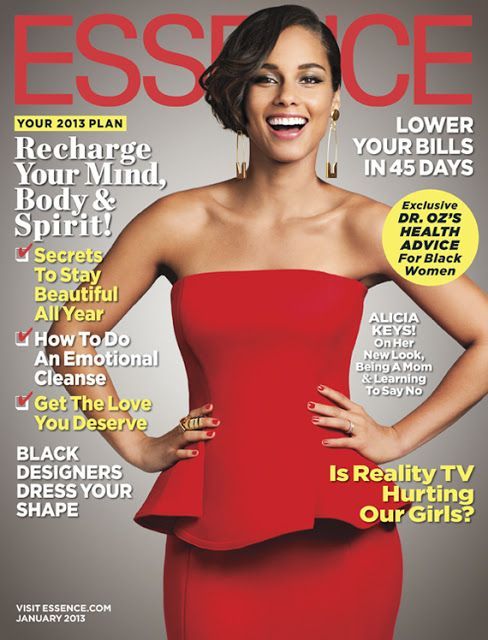 ESSENCE
YOUR 2013 PLAN
Recharge
Your Mind,
Body &
Spirit!
Secrets
To Stay
Beautiful
All Year
How To Do
An Emotional
Cleanse
Get The Love
You Deserve
BLACK
DESIGNERS
DRESS YOUR
SHAPE
LOWER
YOUR BILLS
IN 45 DAYS
Exclusive
DR. OZ'S
HEALTH
ADVICE
For Black
Women
ALICIA
KEYS!
On Her
New Look,
Being A Mom
& Learning
To Say No
Is Reality TV
Hurting
Our Girls?
VISIT ESSENCE.COM
JANUARY 2013